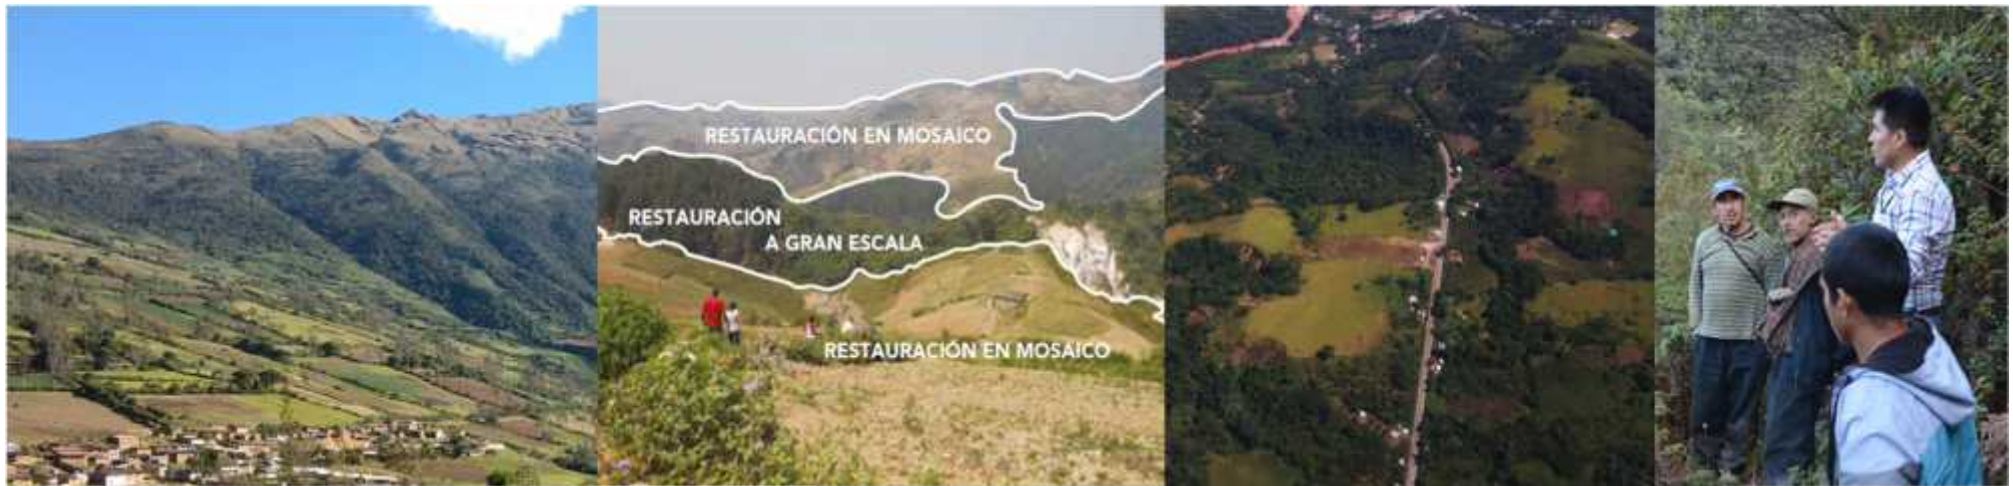 RESTAURACIÓN EN MOSAICO
RESTAURACIÓN
A GRAN ESCALA
RESTAURACIÓN EN MOSAICO